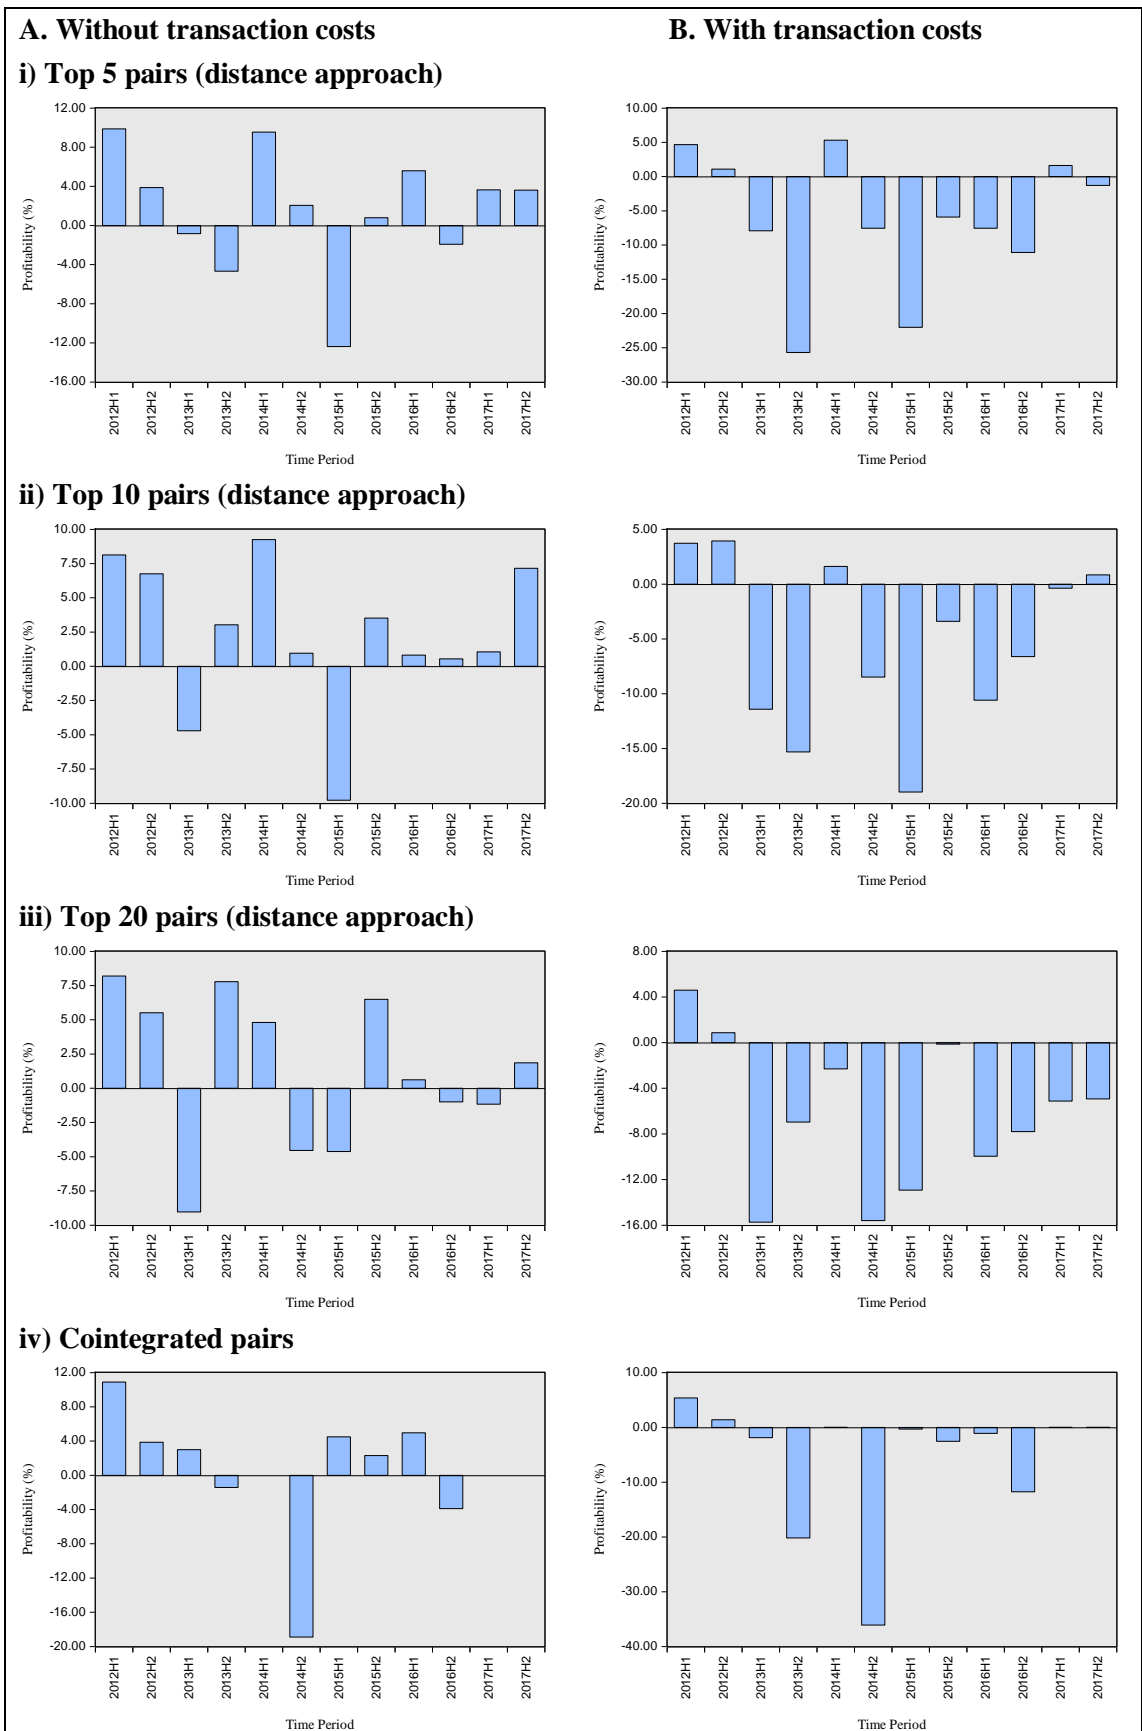 A. Without transaction costs
B. With transaction costs
i) Top 5 pairs (distance approach)
12.00
8.00
4.00
0.00
-4.00
-8.00
-12.00
-16.00
Profitability (%)
2012H1 2012H2 2013H1 2013H2 2014H1 2014H2 2015H1 2015H2 2016H1 2016H2 2017H1 2017H2
Time Period
10.00
5.00
0.00
-5.00
-10.00
-15.00
-20.00
-25.00
-30.00
Profitability (%)
2012H1 2012H2 2013H1 2013H2 2014H1 2014H2 2015H1 2015H2 2016H1 2016H2 2017H1 2017H2
Time Period
ii) Top 10 pairs (distance approach)
10.00
7.50
5.00
2.50
0.00
-2.50
-5.00
-7.50
-10.00
Profitability (%)
2012H1 2012H2 2013H1 2013H2 2014H1 2014H2 2015H1 2015H2 2016H1 2016H2 2017H1 2017H2
Time Period
5.00
0.00
-5.00
-10.00
-15.00
-20.00
Profitability (%)
2012H1 2012H2 2013H1 2013H2 2014H1 2014H2 2015H1 2015H2 2016H1 2016H2 2017H1 2017H2
Time Period
iii) Top 20 pairs (distance approach)
10.00
7.50
5.00
2.50
0.00
-2.50
-5.00
-7.50
-10.00
Profitability (%)
2012H1 2012H2 2013H1 2013H2 2014H1 2014H2 2015H1 2015H2 2016H1 2016H2 2017H1 2017H2
Time Period
8.00
4.00
0.00
-4.00
-8.00
-12.00
-16.00
Profitability (%)
2012H1 2012H2 2013H1 2013H2 2014H1 2014H2 2015H1 2015H2 2016H1 2016H2 2017H1 2017H2
Time Period
iv) Cointegrated pairs
12.00
8.00
4.00
0.00
-4.00
-8.00
-12.00
-16.00
-20.00
Profitability (%)
2012H1 2012H2 2013H1 2013H2 2014H1 2014H2 2015H1 2015H2 2016H1 2016H2 2017H1 2017H2
Time Period
10.00
0.00
-10.00
-20.00
-30.00
-40.00
Profitability (%)
2012H1 2012H2 2013H1 2013H2 2014H1 2014H2 2015H1 2015H2 2016H1 2016H2 2017H1 2017H2
Time Period